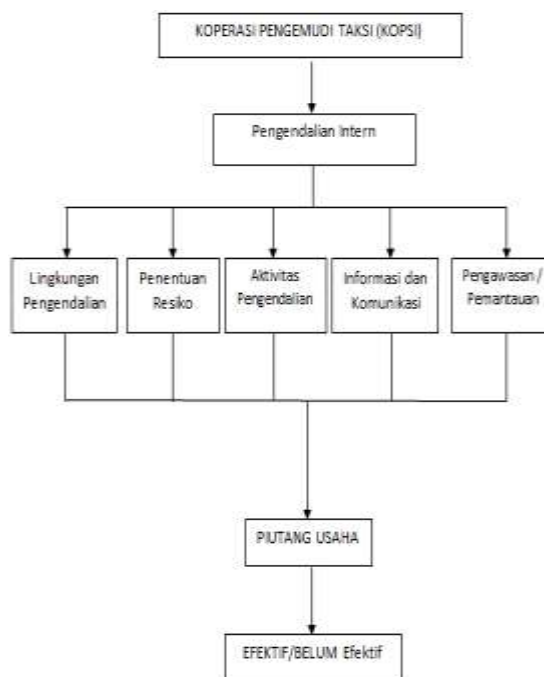 KOPERASI PENGEMUDI TAKSI (KOPSI)
Pengendalian Intern
Lingkungan
Pengendalian
Penentuan
Resiko
Aktivitas
Pengendalian
Informasi dan
Komunikasi
Pengawasan /
Pemantauan
PIUTANG USAHA
EFEKTIF/BELUM Efektif